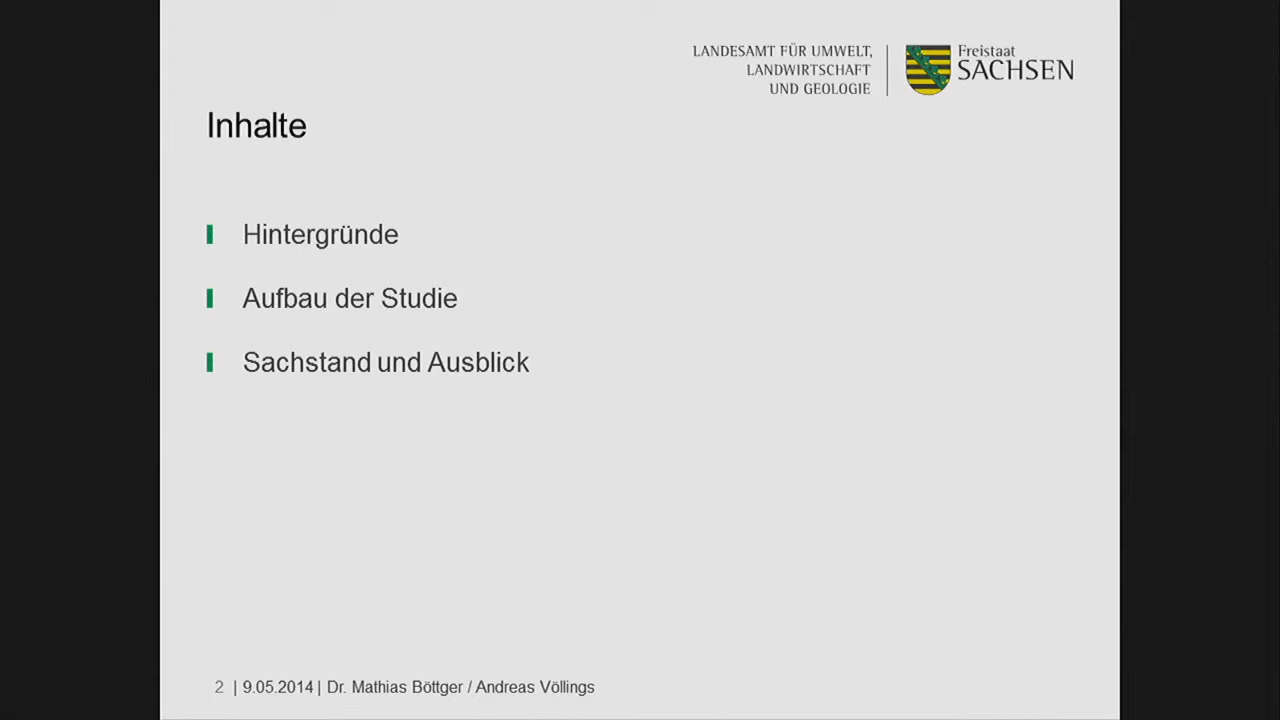 LANDESAMT FÜR UMWELT,
LANDWIRTSCHAFT
UND GEOLOGIE
Freistaat
SACHSEN
Inhalte
Hintergründe
Aufbau der Studie
Sachstand und Ausblick
2 | 9.05.2014 | Dr. Mathias Böttger / Andreas Völlings